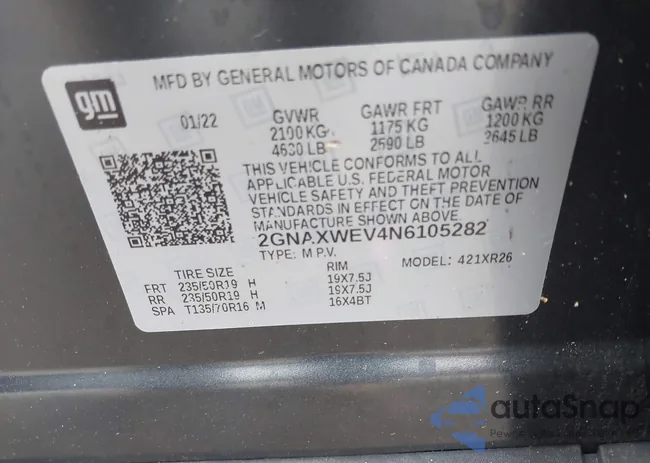 gm
MFD BY GENERAL MOTORS OF CANADA COMPANY
01/22 GVWR GAWR FRT GAWR RR
2100 KG 1175 KG 1200 KG
4630 LB 2590 LB 2645 LB
THIS VEHICLE CONFORMS TO ALL
APPLICABLE U.S. FEDERAL MOTOR
VEHICLE SAFETY AND THEFT PREVENTION
STANDARDS IN EFFECT ON THE DATE OF
MANUFACTURE SHOWN ABOVE.
2GNAXWEV4N6105282
TYPE: M.P.V. MODEL: 421XR26
TIRE SIZE RIM
FRT 235/50R19 H 19X7.5J
RR 235/50R19 H 19X7.5J
SPA T135/70R16 M 16X4BT
autoSnap